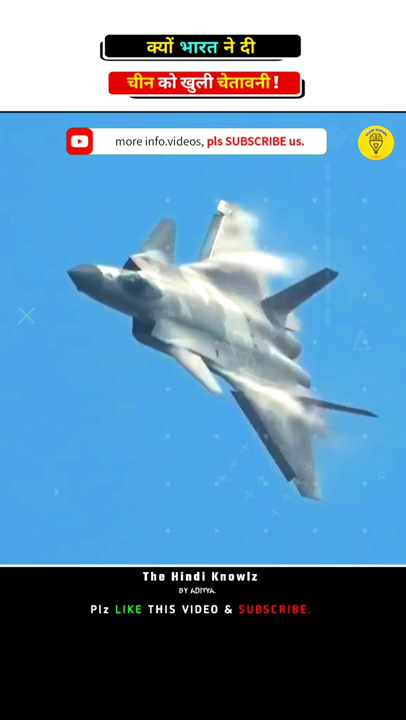 क्यों भारत ने दी
चीन को खुली चेतावनी !
more info.videos, pls SUBSCRIBE us.
The Hindi Knowlz
BY ADITYA.
Plz LIKE THIS VIDEO & SUBSCRIBE.